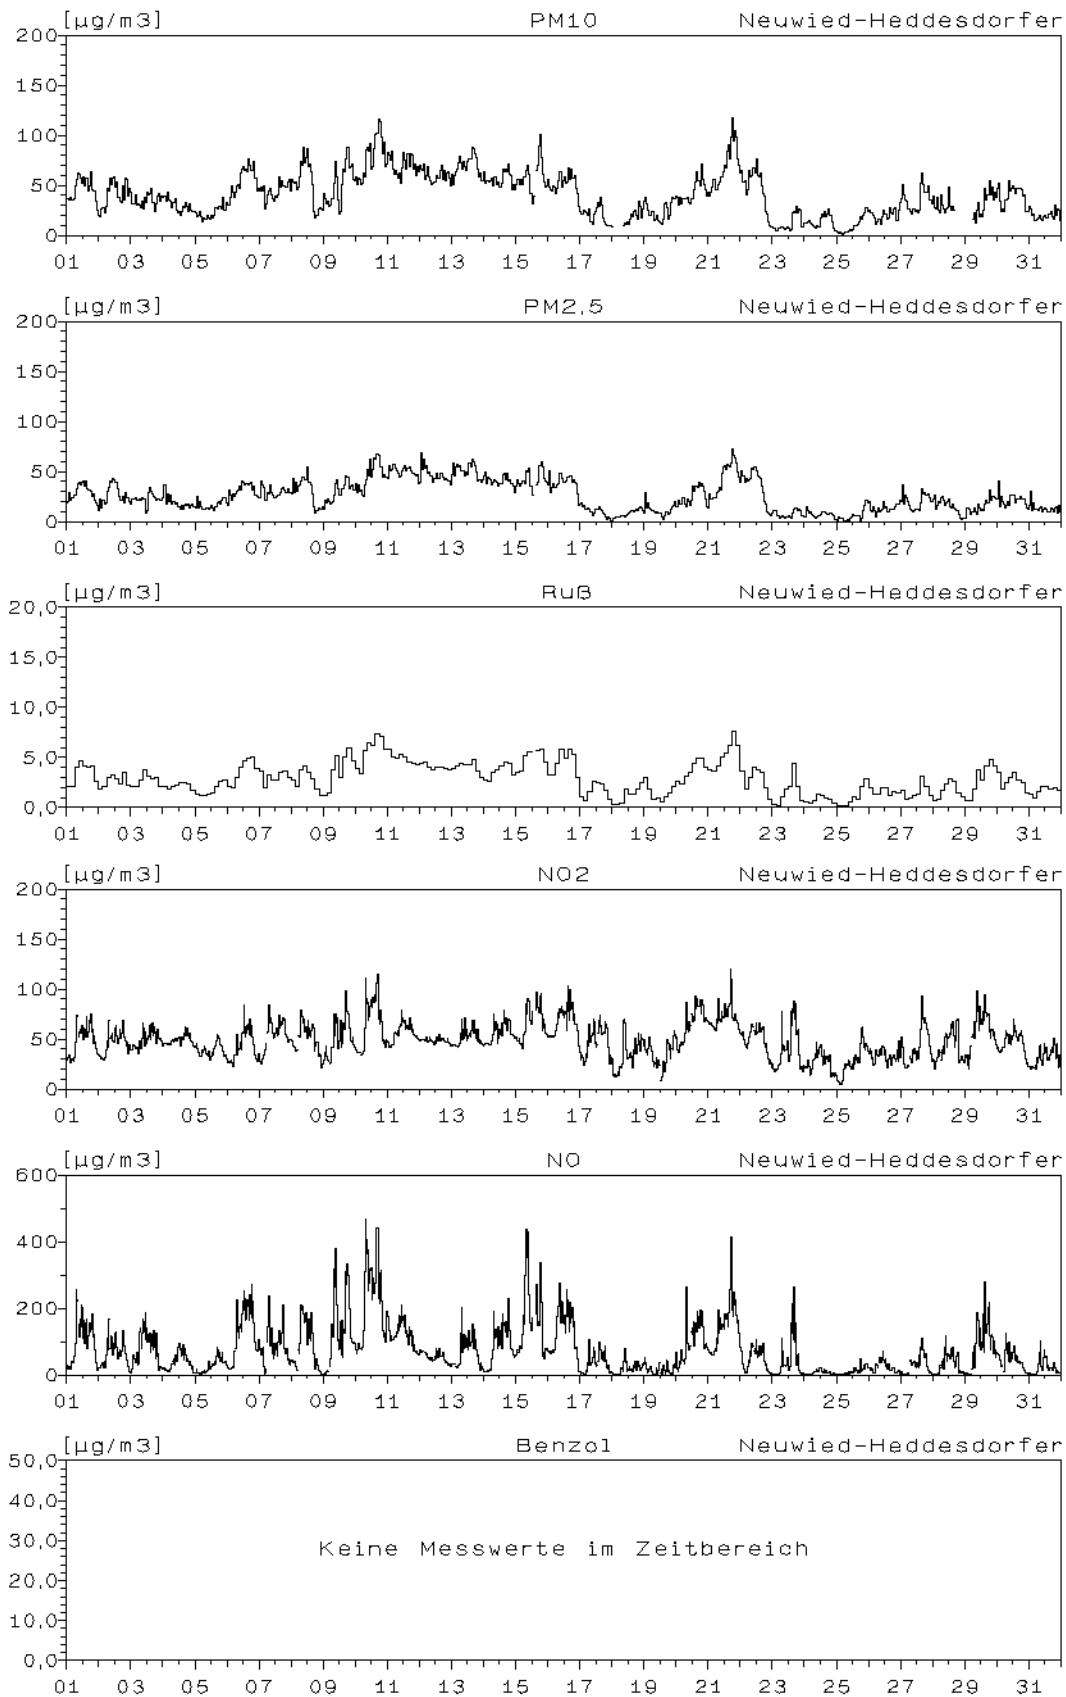 [µg/m3] PM10 Neuwied-Heddesdorfer
200
150
100
50
0
01 03 05 07 09 11 13 15 17 19 21 23 25 27 29 31
[µg/m3] PM2,5 Neuwied-Heddesdorfer
200
150
100
50
0
01 03 05 07 09 11 13 15 17 19 21 23 25 27 29 31
[µg/m3] Ruß Neuwied-Heddesdorfer
20,0
15,0
10,0
5,0
0,0
01 03 05 07 09 11 13 15 17 19 21 23 25 27 29 31
[µg/m3] NO2 Neuwied-Heddesdorfer
200
150
100
50
0
01 03 05 07 09 11 13 15 17 19 21 23 25 27 29 31
[µg/m3] NO Neuwied-Heddesdorfer
600
400
200
0
01 03 05 07 09 11 13 15 17 19 21 23 25 27 29 31
[µg/m3] Benzol Neuwied-Heddesdorfer
50,0
40,0
30,0
Keine Messwerte im Zeitbereich
20,0
10,0
0,0
01 03 05 07 09 11 13 15 17 19 21 23 25 27 29 31